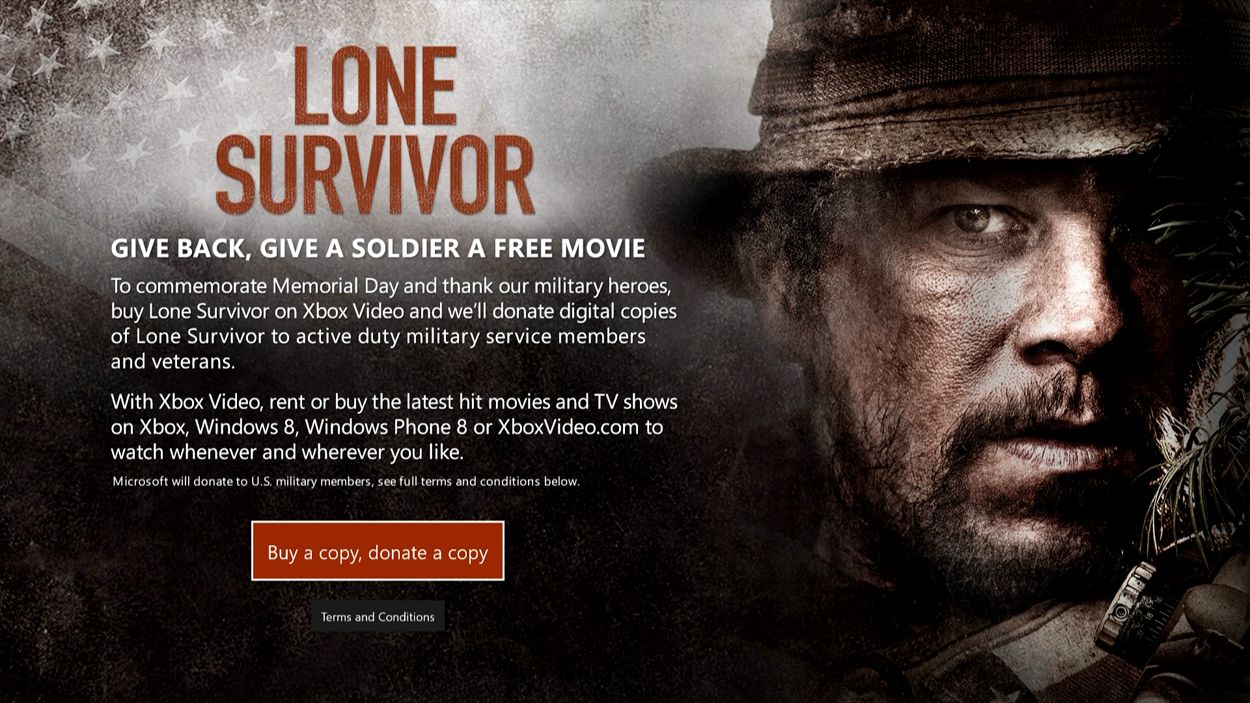 LONE
SURVIVOR
GIVE BACK, GIVE A SOLDIER A FREE MOVIE
To commemorate Memorial Day and thank our military heroes,
buy Lone Survivor on Xbox Video and we'll donate digital copies
of Lone Survivor to active duty military service members
and veterans.
With Xbox Video, rent or buy the latest hit movies and TV shows
on Xbox, Windows 8, Windows Phone 8 or XboxVideo.com to
watch whenever and wherever you like.
Microsoft will donate to U.S. military members, see full terms and conditions below.
Buy a copy, donate a copy
Terms and Conditions